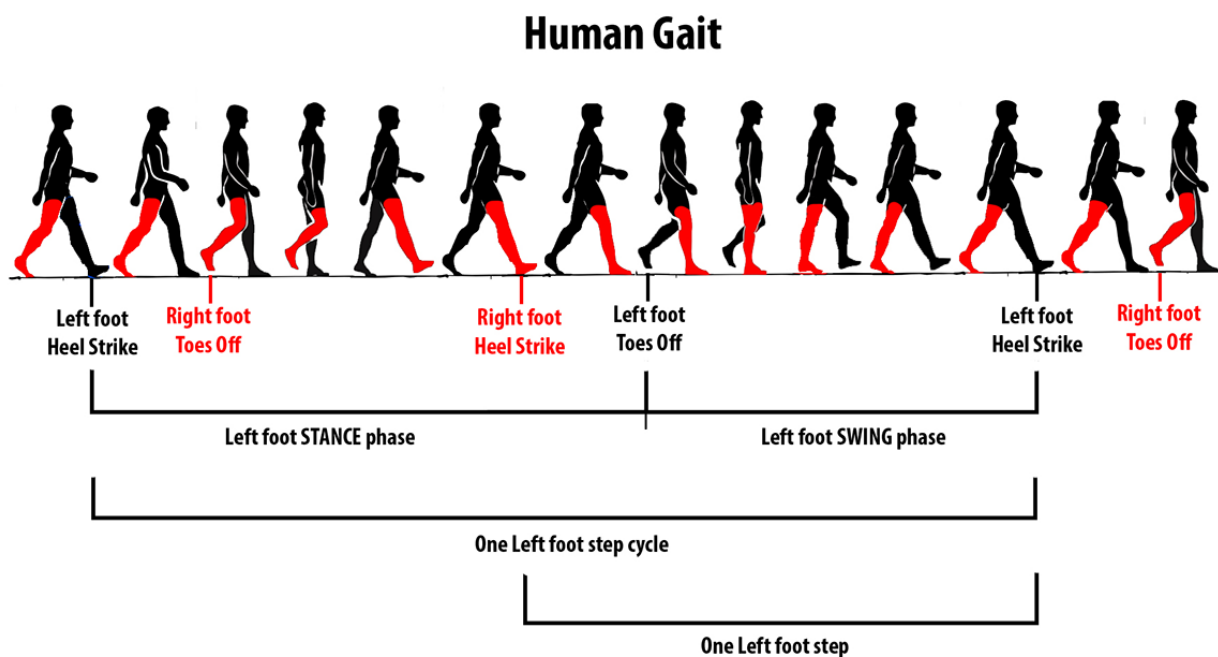 Human Gait
Left foot
Heel Strike
Right foot
Toes Off
Right foot
Heel Strike
Left foot
Toes Off
Left foot
Heel Strike
Right foot
Toes Off
Left foot STANCE phase
Left foot SWING phase
One Left foot step cycle
One Left foot step